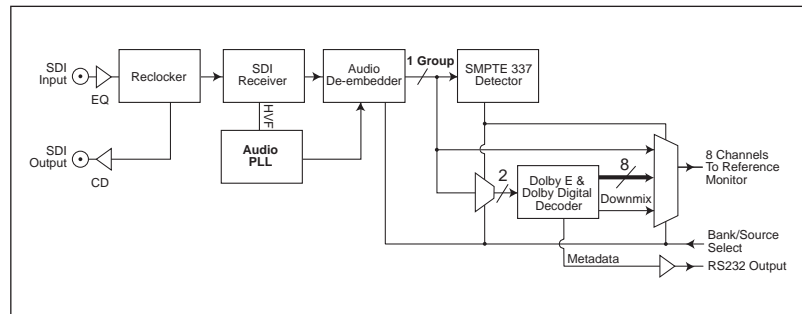 SDI
Input
EQ
Reclocker
SDI
Receiver
Audio
De-embedder
1 Group
SMPTE 337
Detector
HVF
Audio
PLL
SDI
Output
CD
2
Dolby E &
Dolby Digital
Decoder
8
Downmix
8 Channels
To Reference
Monitor
Bank/Source
Select
Metadata
RS232 Output